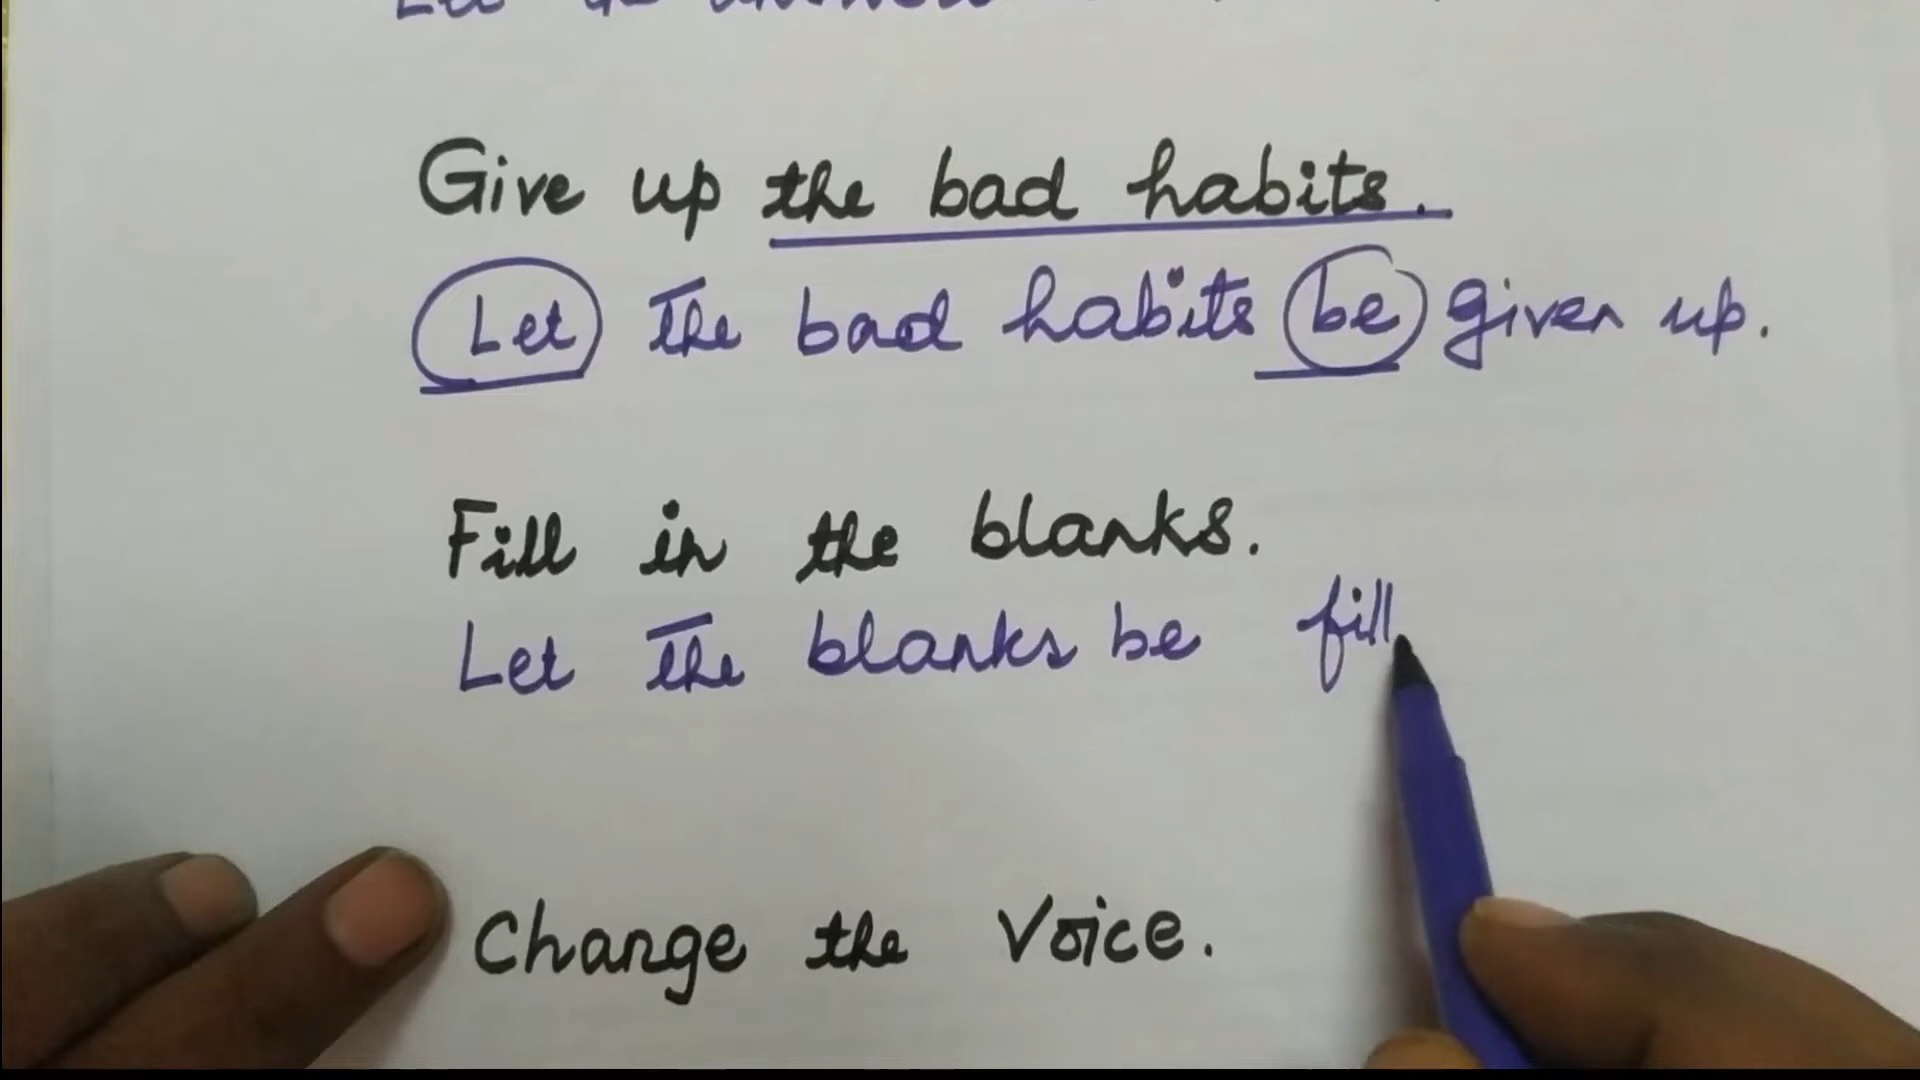 Let
Give up the bad habits.
Let the bad habits be given up.
Fill in the blanks.
Let the blanks be fill
Change the Voice.